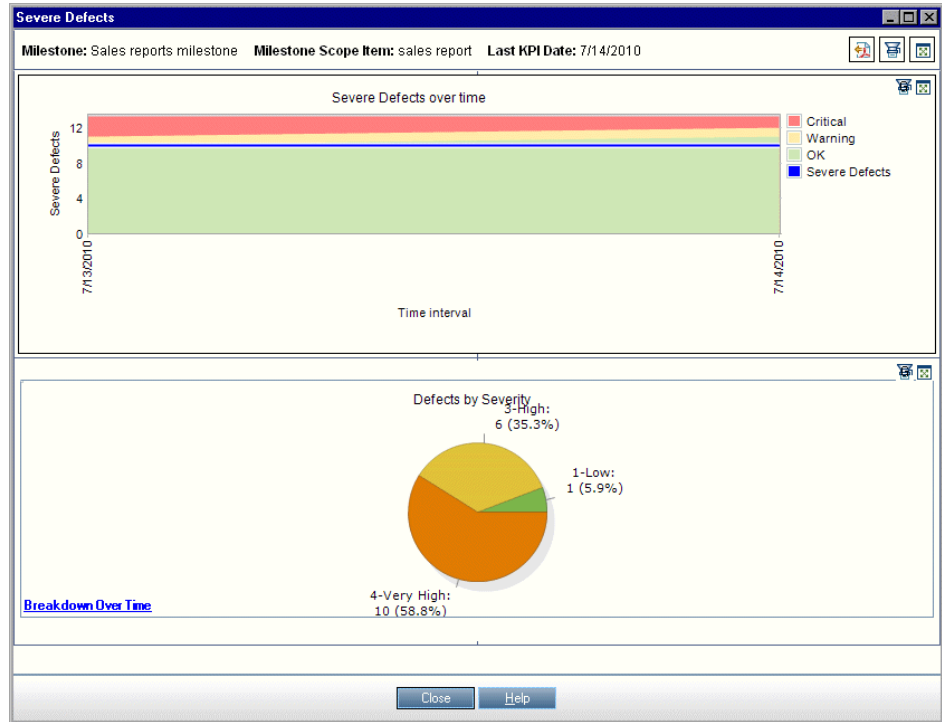 Severe Defects
Milestone: Sales reports milestone Milestone Scope Item: sales report Last KPI Date: 7/14/2010
Severe Defects over time
Severe Defects
12
8
4
0
7/13/2010
7/14/2010
Time interval
Critical
Warning
OK
Severe Defects
Defects by Severity
3-High:
6 (35.3%)
1-Low:
1 (5.9%)
4-Very High:
10 (58.8%)
Breakdown Over Time
Close
Help